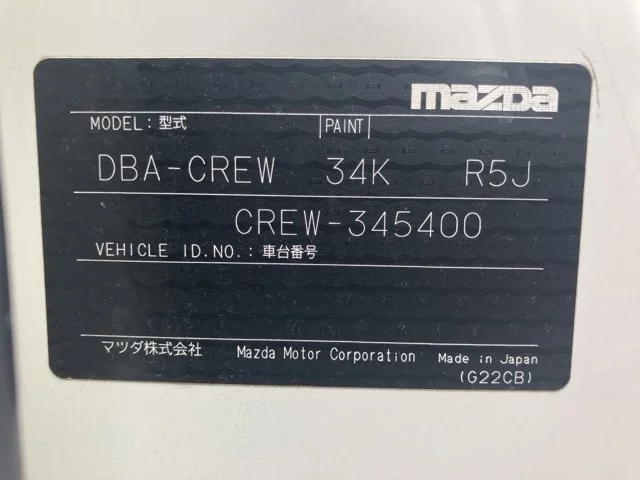 mazda
MODEL: 型式 PAINT
DBA-CREW 34K R5J
CREW-345400
VEHICLE ID.NO.: 車台番号
マツダ株式会社 Mazda Motor Corporation Made in Japan
(G22CB)